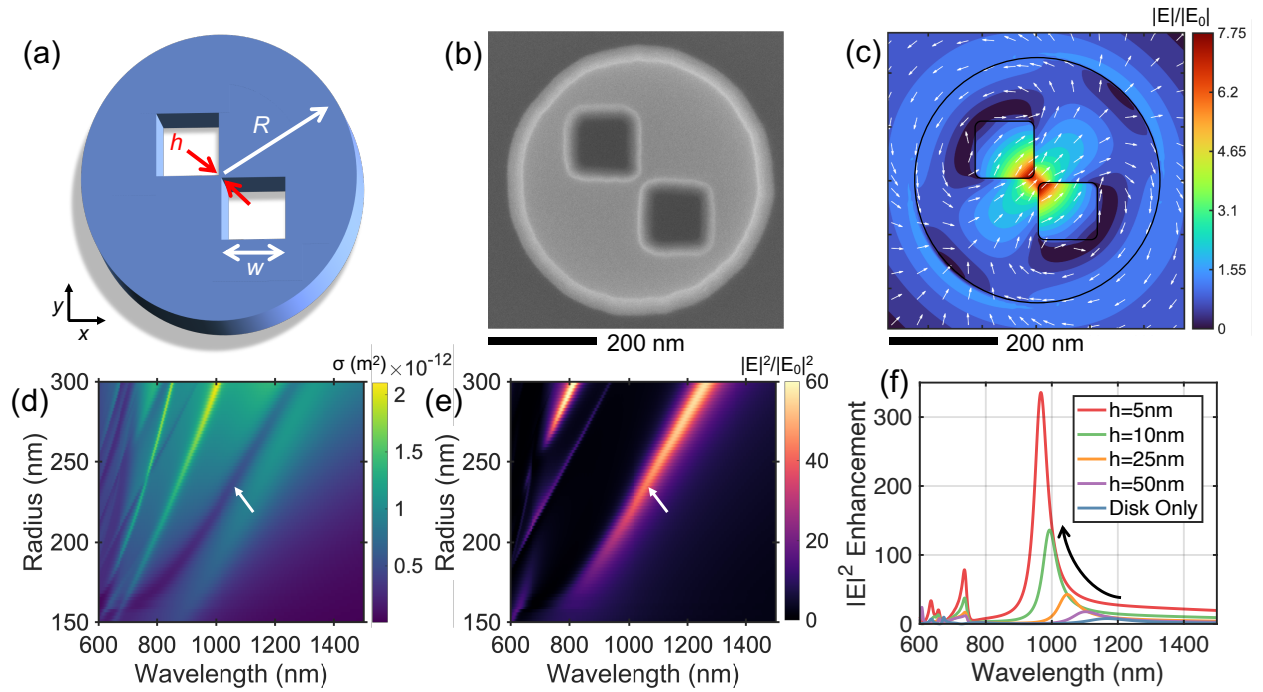 (a)
h
R
w
y
x
(b)
200 nm
(c)
|E|/|E₀|
7.75
6.2
4.65
3.1
1.55
0
200 nm
(d)
σ (m²) ×10⁻¹²
2
1.5
1
0.5
300
250
200
150
Radius (nm)
600 800 1000 1200 1400
Wavelength (nm)
(e)
|E|²/|E₀|²
60
40
20
0
300
250
200
150
Radius (nm)
600 800 1000 1200 1400
Wavelength (nm)
(f)
300
200
100
0
|E|² Enhancement
h=5nm
h=10nm
h=25nm
h=50nm
Disk Only
600 800 1000 1200 1400
Wavelength (nm)